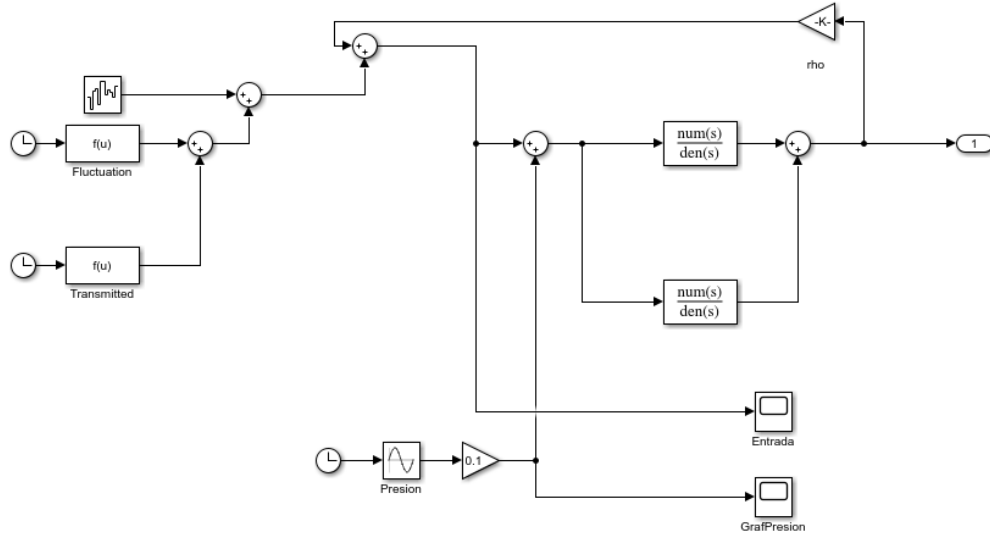 -K-
rho
f(u)
Fluctuation
num(s)
den(s)
1
f(u)
Transmitted
num(s)
den(s)
Entrada
0.1
Presion
GrafPresion